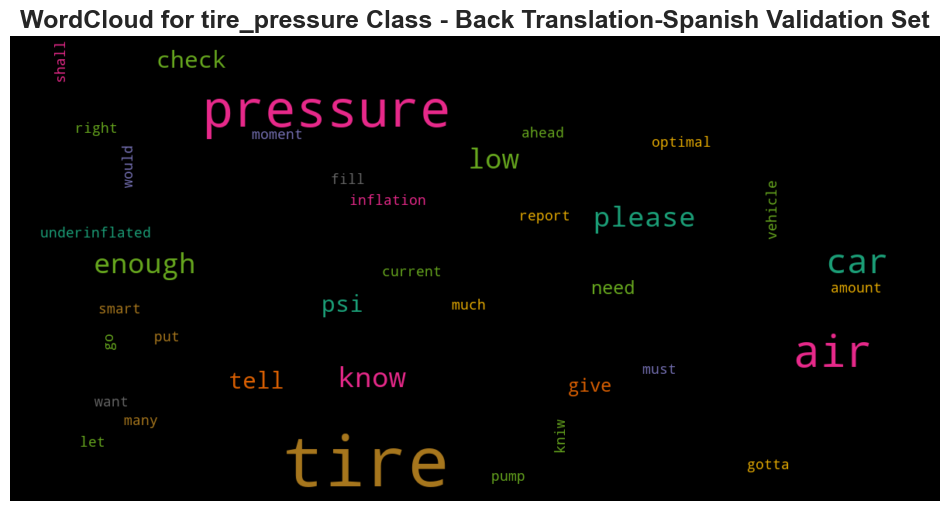 WordCloud for tire_pressure Class - Back Translation-Spanish Validation Set
shall
check
pressure
right
moment
ahead
optimal
would
low
fill
inflation
vehicle
report
please
underinflated
enough
current
car
need
amount
smart
psi
much
go
put
air
tell
know
give
must
want
many
let
kniw
tire
pump
gotta